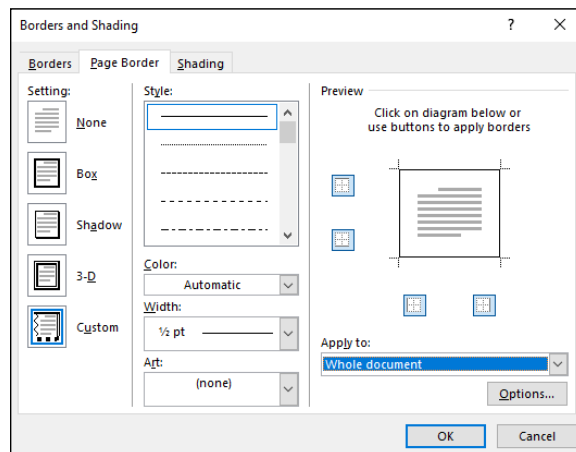 Borders and Shading
?
Borders
Page Border
Shading
Setting:
None
Box
Shadow
3-D
Custom
Style:
Color:
Automatic
Width:
½ pt
Art:
(none)
Preview
Click on diagram below or
use buttons to apply borders
Apply to:
Whole document
Options...
OK
Cancel